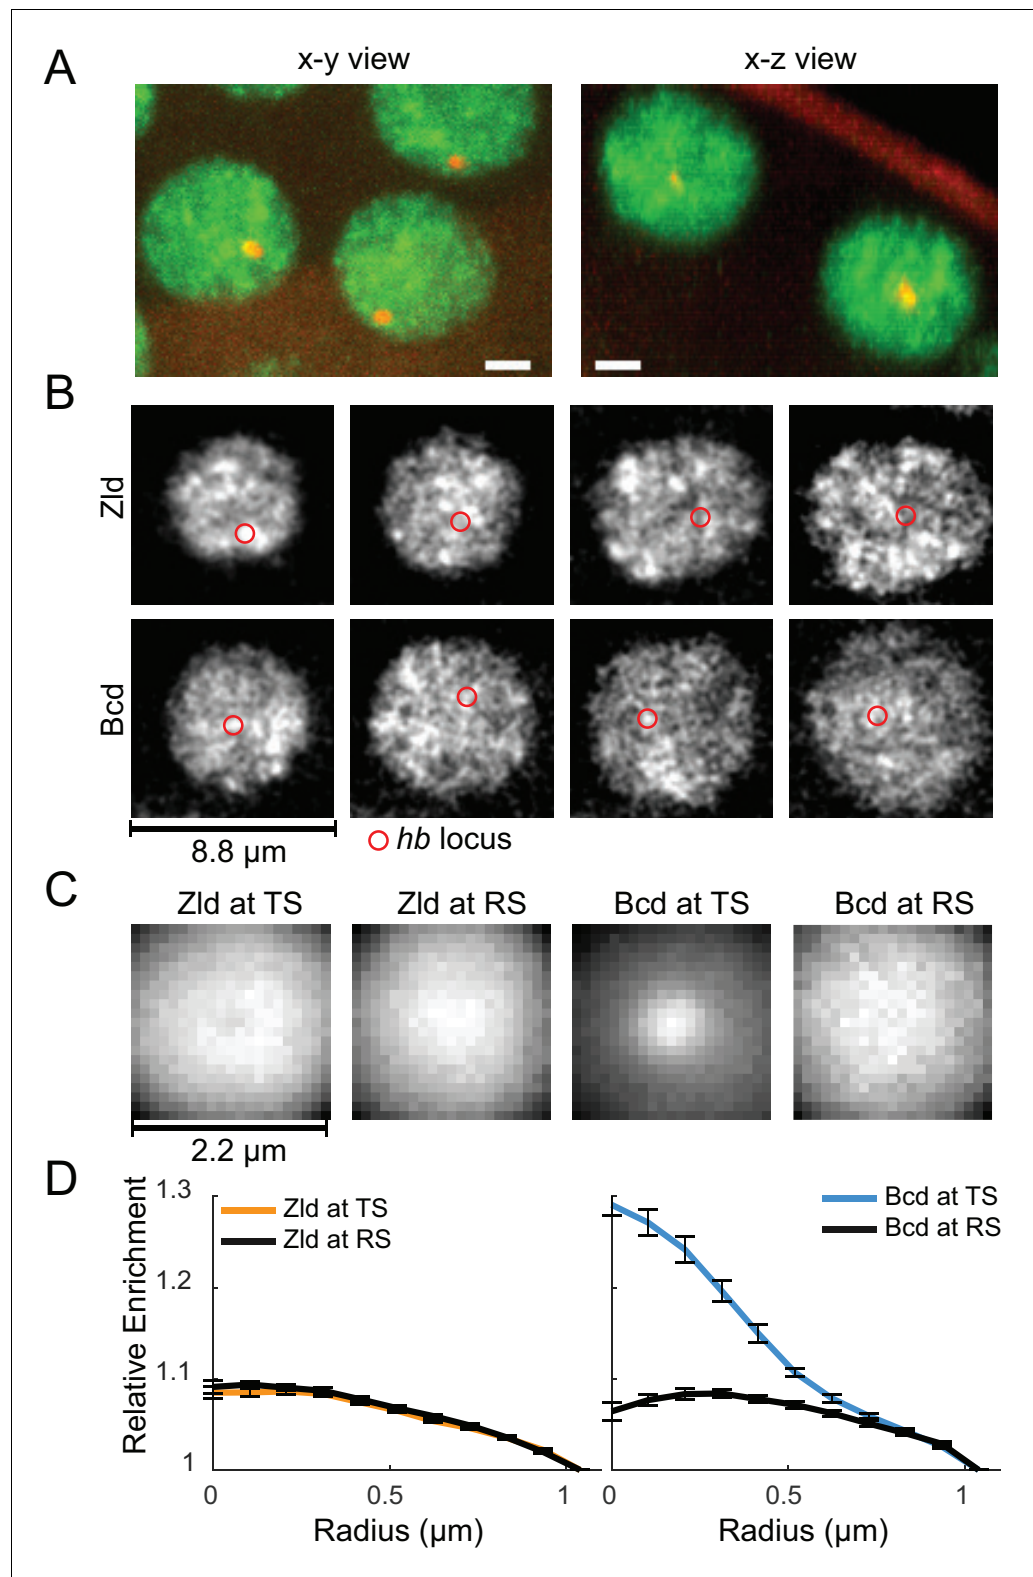 A
x-y view
x-z view
B
Zld
Bcd
8.8 µm
hb locus
C
Zld at TS
Zld at RS
Bcd at TS
Bcd at RS
2.2 µm
D
Relative Enrichment
1.3
1.2
1.1
1
Zld at TS
Zld at RS
0
0.5
1
Radius (µm)
Bcd at TS
Bcd at RS
0
0.5
1
Radius (µm)